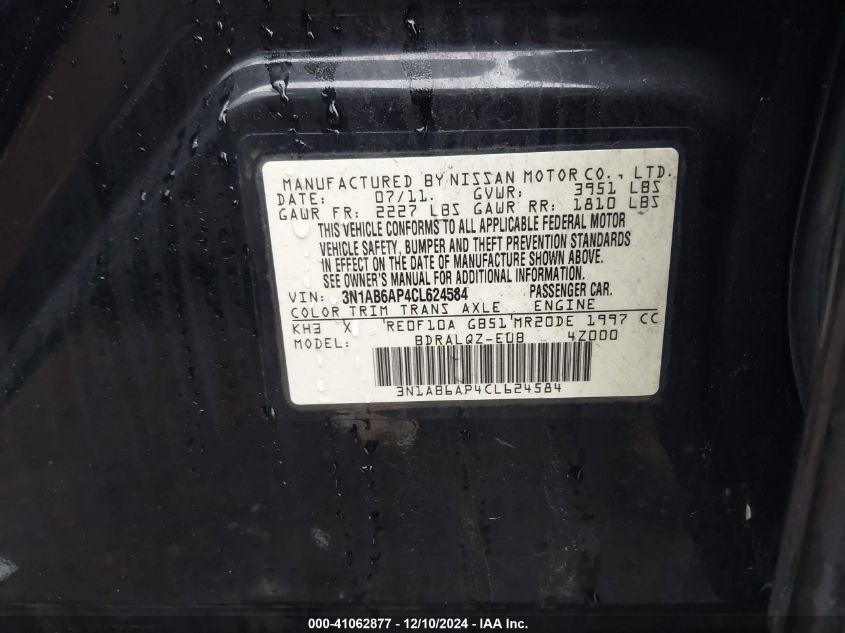 MANUFACTURED BY NISSAN MOTOR CO., LTD.
DATE: 07/11. GVWR: 3951 LBS
GAWR FR: 2227 LBS GAWR RR: 1810 LBS
THIS VEHICLE CONFORMS TO ALL APPLICABLE FEDERAL MOTOR
VEHICLE SAFETY, BUMPER AND THEFT PREVENTION STANDARDS
IN EFFECT ON THE DATE OF MANUFACTURE SHOWN ABOVE.
SEE OWNER'S MANUAL FOR ADDITIONAL INFORMATION.
VIN: 3N1AB6AP4CL624584 PASSENGER CAR.
COLOR TRIM TRANS AXLE ENGINE
KH3 X RE0F10A GB51 MR20DE 1997 CC
MODEL: BDRALQZ-EUB 4Z000
3N1AB6AP4CL624584
000-41062877 - 12/10/2024 - IAA Inc.